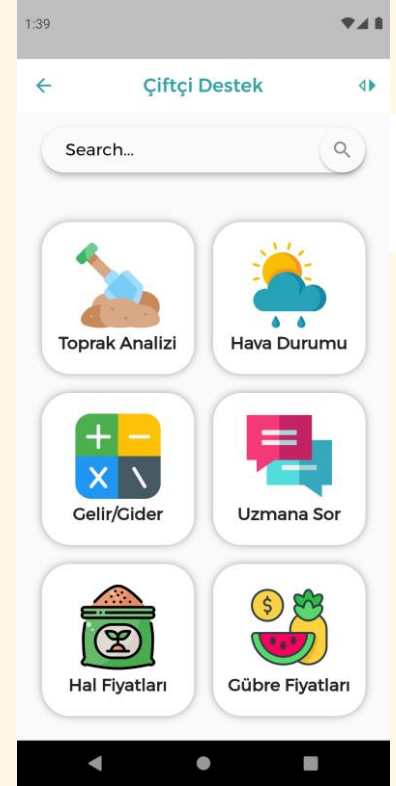 1:39
Çiftçi Destek
Search...
Toprak Analizi
Hava Durumu
Gelir/Gider
Uzmana Sor
Hal Fiyatları
Gübre Fiyatları